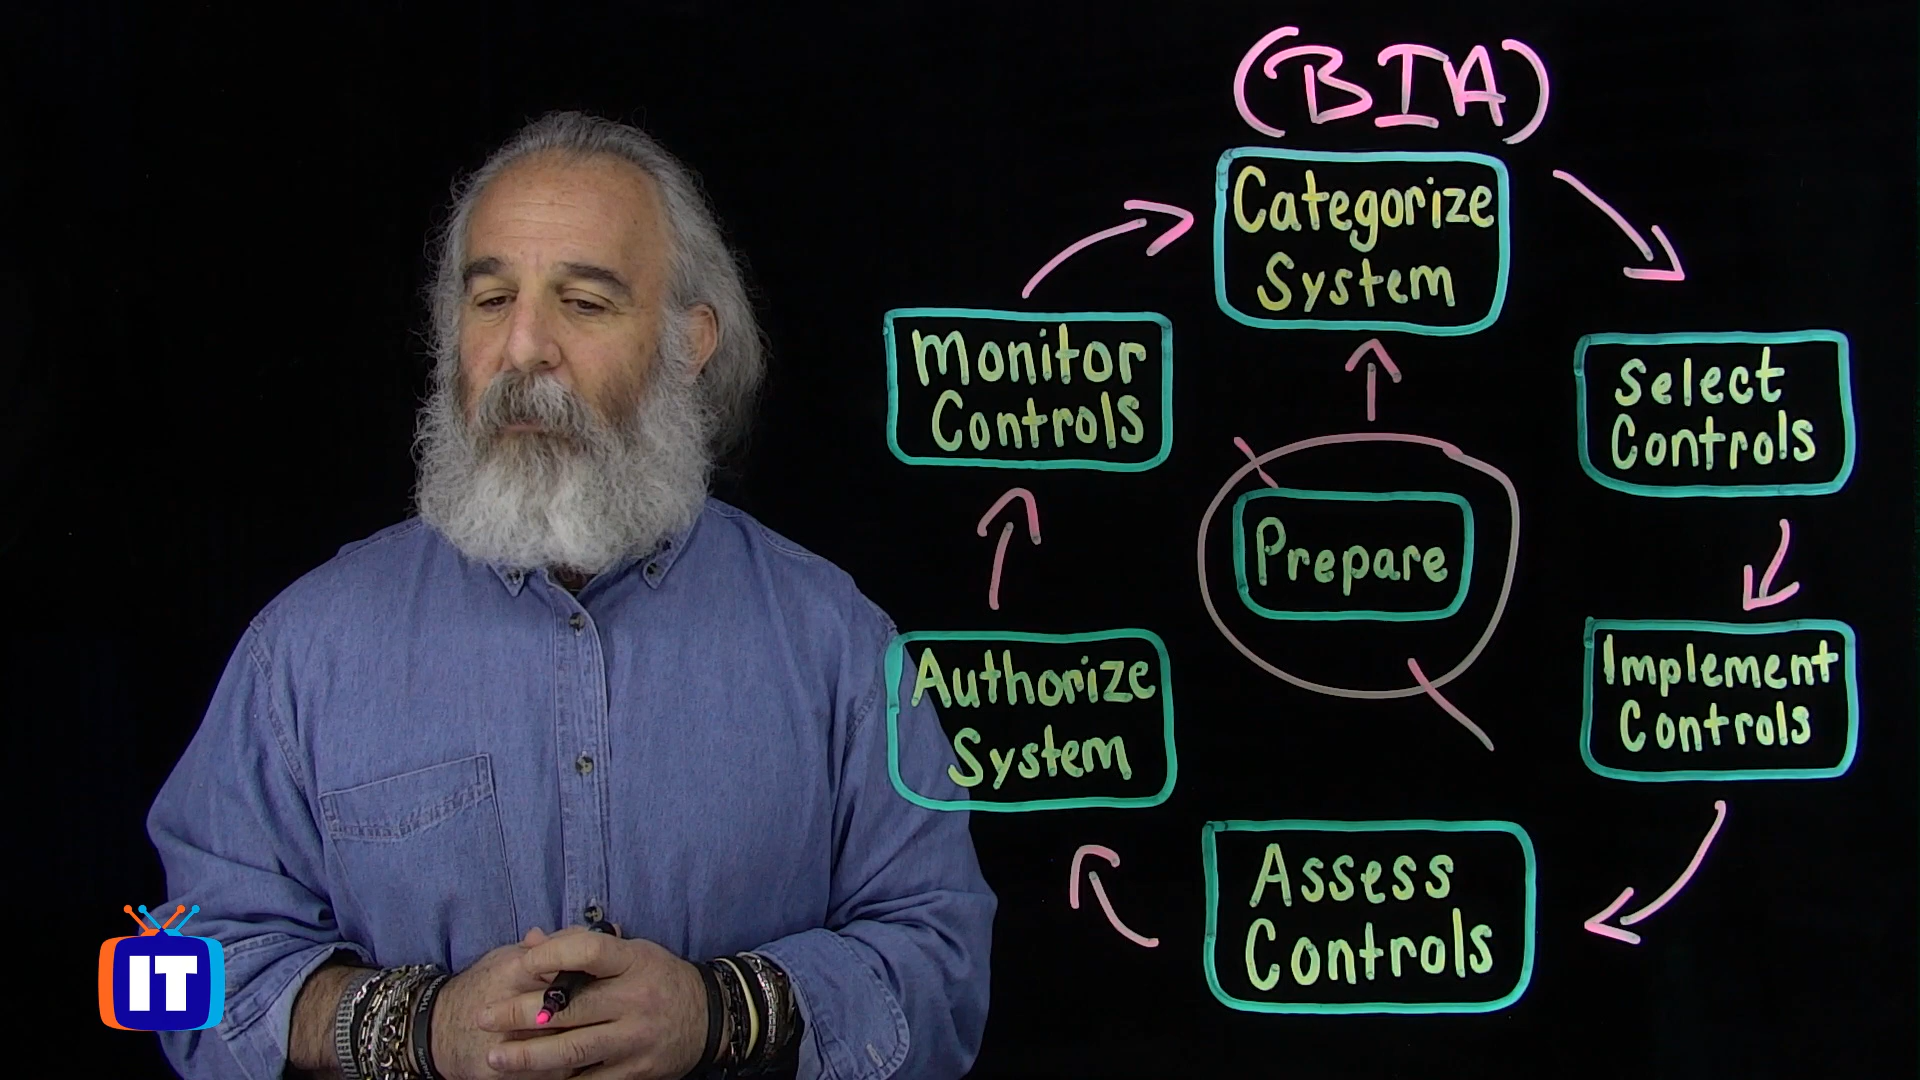 (BIA)
Categorize
System
Select
Controls
Implement
Controls
Assess
Controls
Authorize
System
Monitor
Controls
Prepare
IT